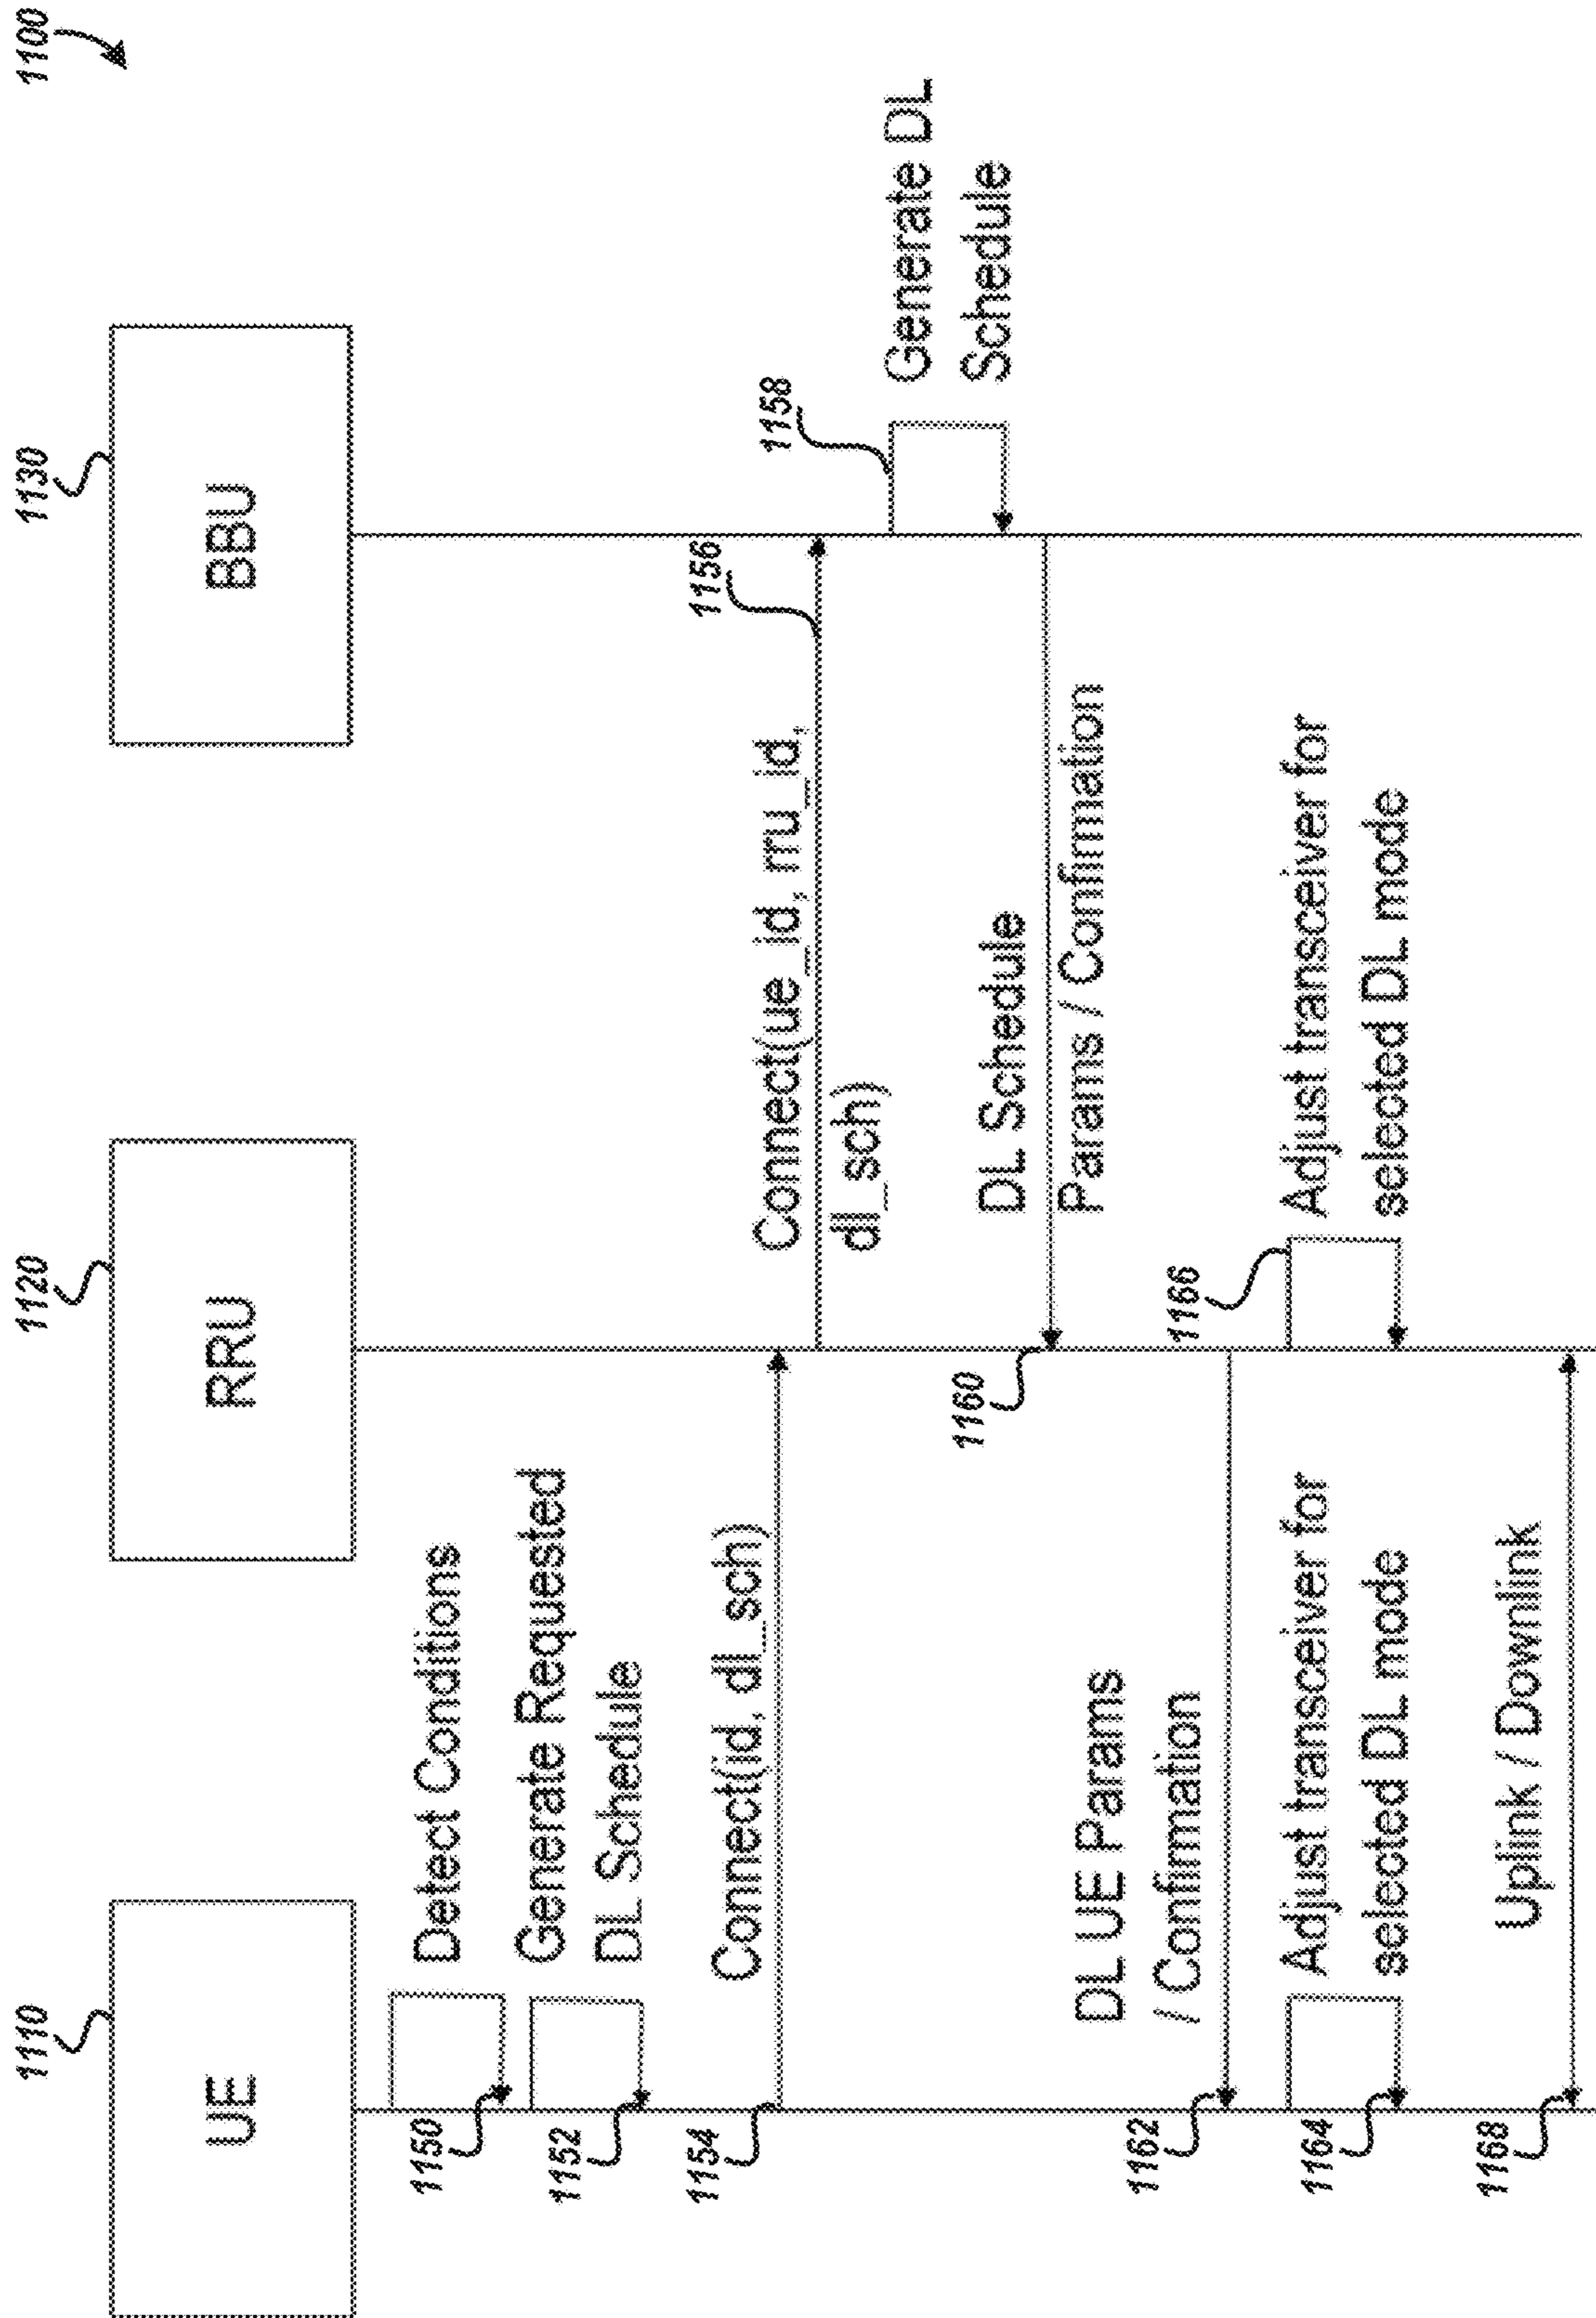 1100
1110
1120
1130
UE
RRU
BBU
Detect Conditions
1150
Generate Requested
DL Schedule
1152
Connect(id, dl_sch)
1154
1156
Connect(ue_id, rru_id,
dl_sch)
1158
Generate DL
Schedule
DL Schedule
1160
Params / Confirmation
DL UE Params
/ Confirmation
1162
1166
Adjust transceiver for
selected DL mode
1164
Adjust transceiver for
selected DL mode
Uplink / Downlink
1168